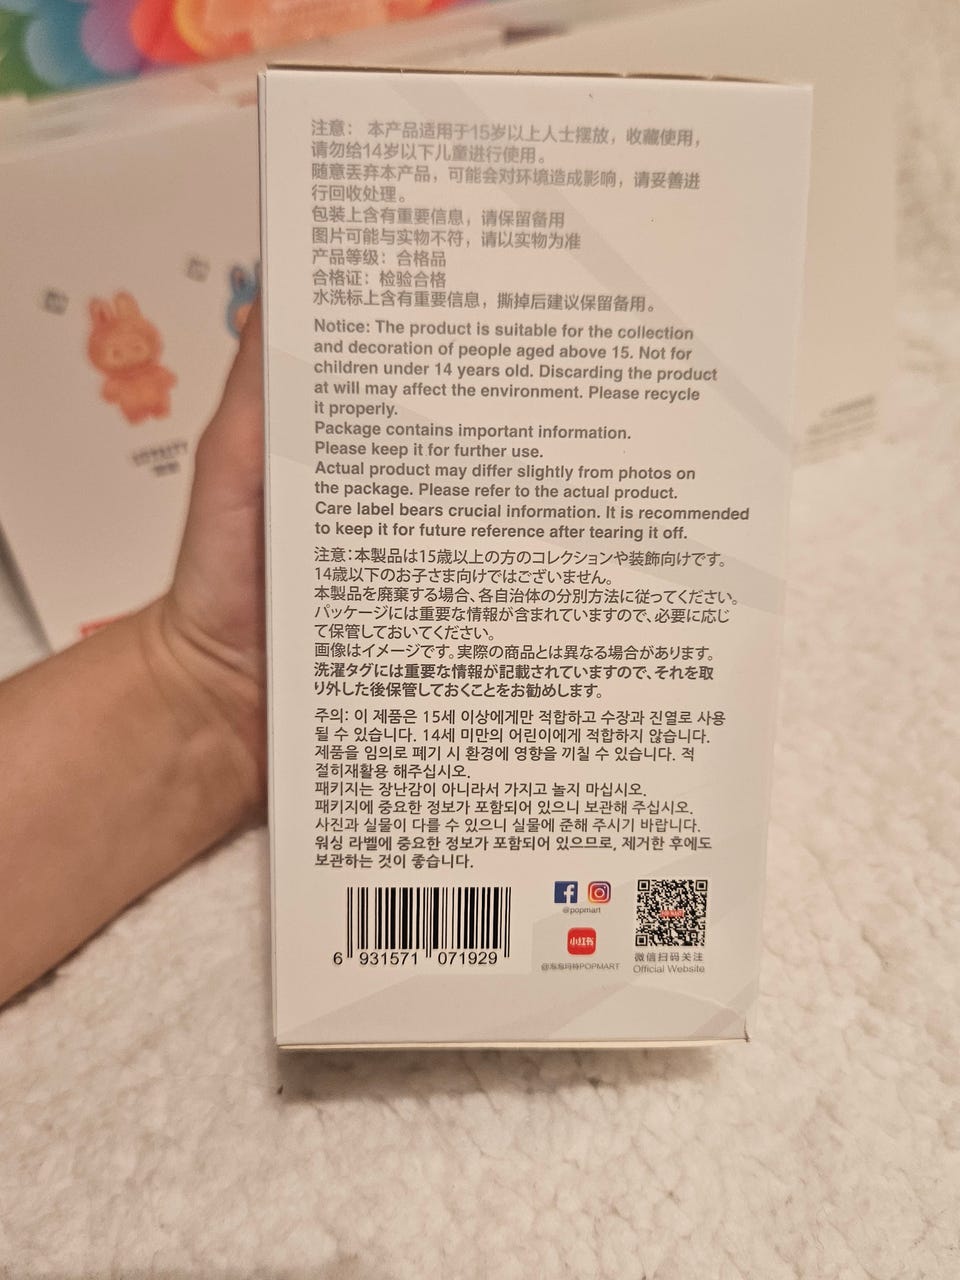 注意： 本产品适用于15岁以上人士摆放，收藏使用，
请勿给14岁以下儿童进行使用。
随意丢弃本产品，可能会对环境造成影响，请妥善进
行回收处理。
包装上含有重要信息，请保留备用
图片可能与实物不符，请以实物为准
产品等级：合格品
合格证：检验合格
水洗标上含有重要信息，撕掉后建议保留备用。
Notice: The product is suitable for the collection
and decoration of people aged above 15. Not for
children under 14 years old. Discarding the product
at will may affect the environment. Please recycle
it properly.
Package contains important information.
Please keep it for further use.
Actual product may differ slightly from photos on
the package. Please refer to the actual product.
Care label bears crucial information. It is recommended
to keep it for future reference after tearing it off.
注意：本製品は15歳以上の方のコレクションや装飾向けです。
14歳以下のお子さま向けではございません。
本製品を廃棄する場合、各自治体の分別方法に従ってください。
パッケージには重要な情報が含まれていますので、必要に応じ
て保管しておいてください。
画像はイメージです。実際の商品とは異なる場合があります。
洗濯タグには重要な情報が記載されていますので、それを取
り外した後保管しておくことをお勧めします。
주의: 이 제품은 15세 이상에게만 적합하고 수장과 진열로 사용
될 수 있습니다. 14세 미만의 어린이에게 적합하지 않습니다.
제품을 임의로 폐기 시 환경에 영향을 끼칠 수 있습니다. 적
절히재활용 해주십시오.
패키지는 장난감이 아니라서 가지고 놀지 마십시오.
패키지에 중요한 정보가 포함되어 있으니 보관해 주십시오.
사진과 실물이 다를 수 있으니 실물에 준해 주시기 바랍니다.
워싱 라벨에 중요한 정보가 포함되어 있으므로, 제거한 후에도
보관하는 것이 좋습니다.
6 931571 071929
@popmart
小红书
@泡泡玛特POPMART
微信扫码关注
Official Website